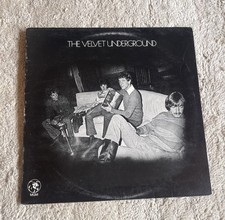 THE VELVET UNDERGROUND